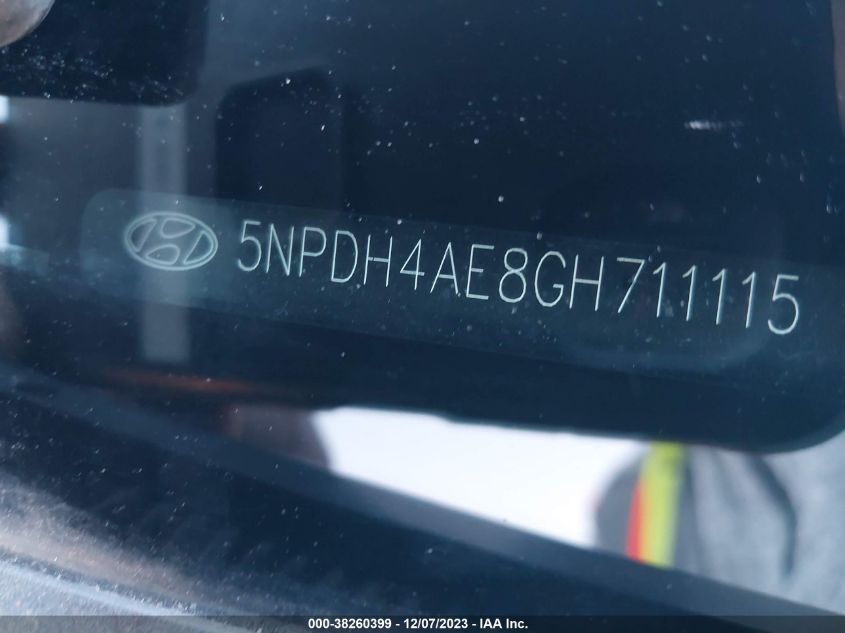 5NPDH4AE8GH711115
000-38260399 - 12/07/2023 - IAA Inc.